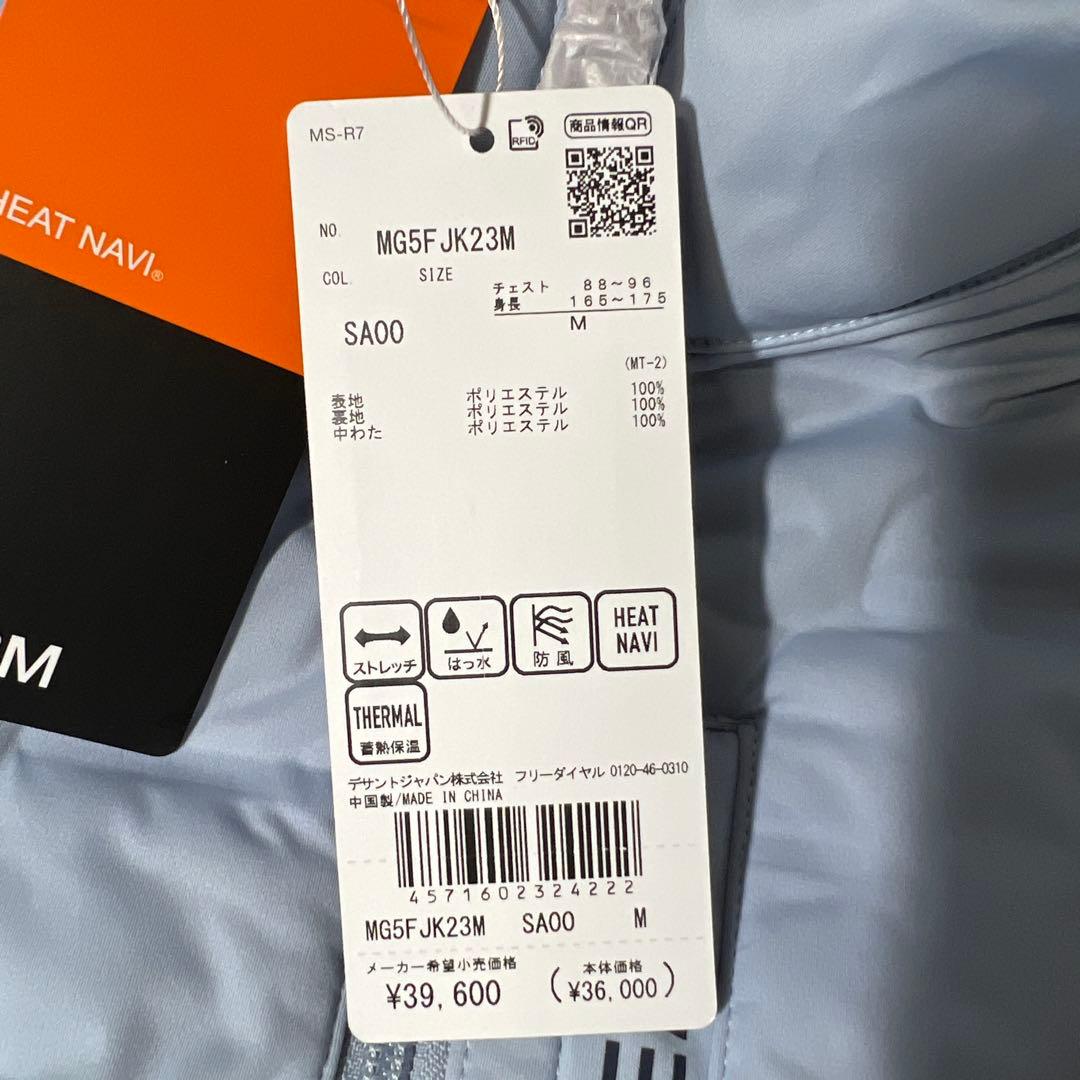 HEAT NAVI®
MS-R7
RFID
商品情報QR
NO.
MG5FJK23M
COL.
SIZE
チェスト 88~96
身長 165~175
M
SA00
(MT-2)
表地 ポリエステル 100%
裏地 ポリエステル 100%
中わた ポリエステル 100%
ストレッチ
はっ水
防風
HEAT
NAVI
THERMAL
蓄熱保温
デサントジャパン株式会社 フリーダイヤル 0120-46-0310
中国製/MADE IN CHINA
4571602324222
MG5FJK23M SA00 M
メーカー希望小売価格
¥39,600
(本体価格
¥36,000)